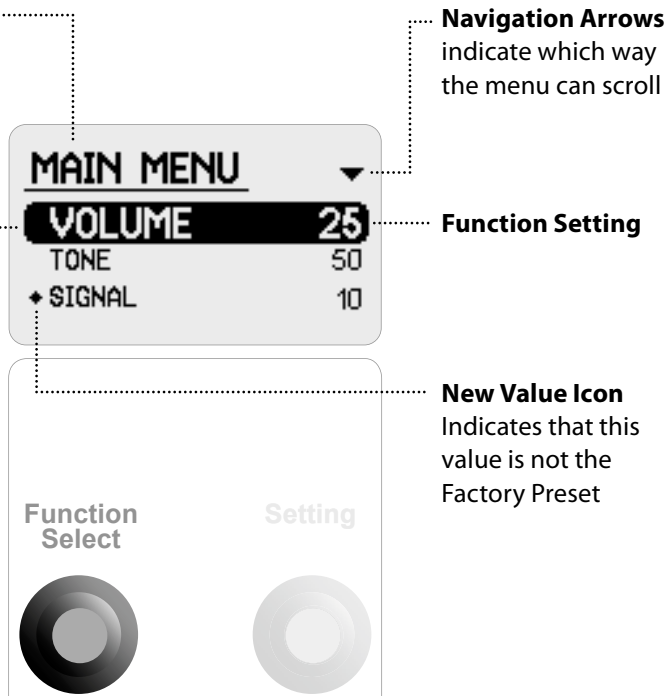 Navigation Arrows
indicate which way
the menu can scroll
MAIN MENU
VOLUME 25
Function Setting
TONE 50
SIGNAL 10
New Value Icon
Indicates that this
value is not the
Factory Preset
Function
Select
Setting